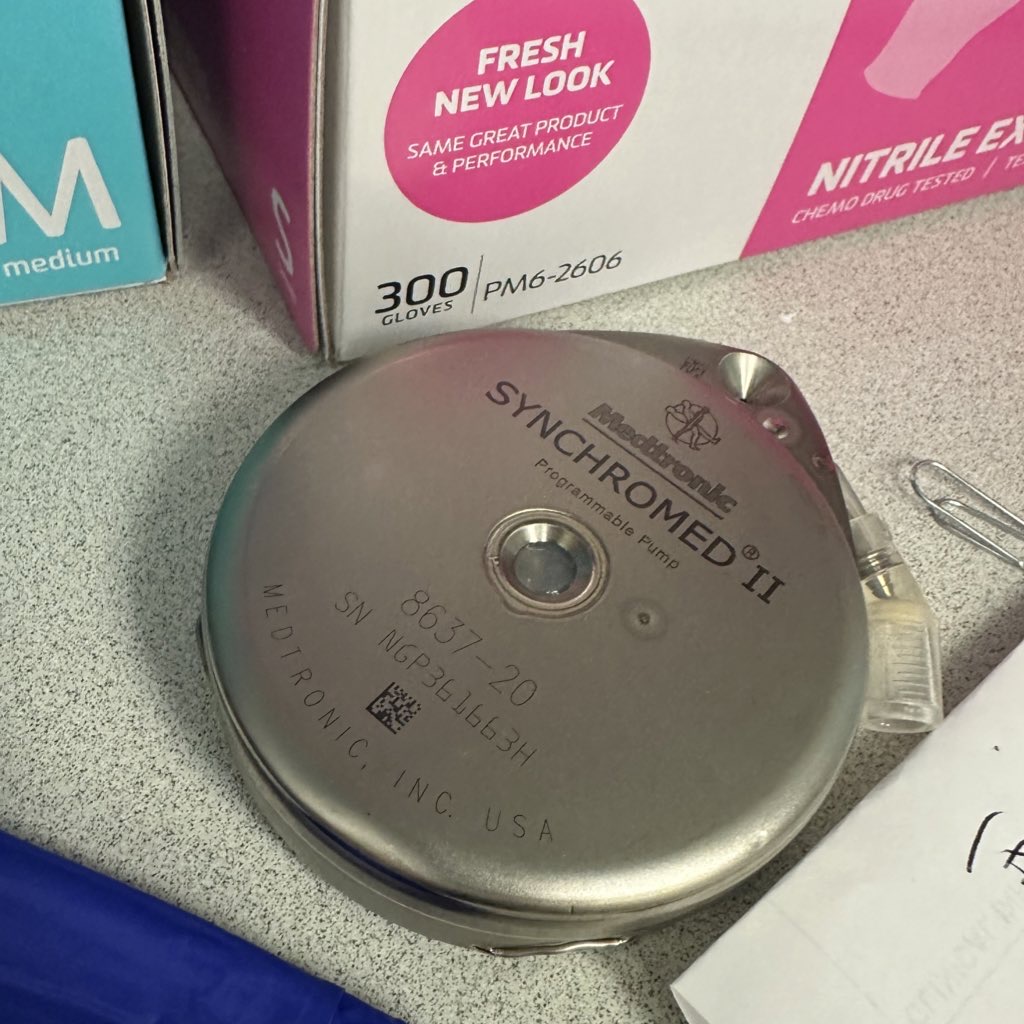 M
medium
S
FRESH
NEW LOOK
SAME GREAT PRODUCT
& PERFORMANCE
300
GLOVES
PM6-2606
NITRILE
CHEMO DRUG TESTED /
Medtronic
SYNCHROMED® II
Programmable Pump
8637-20
SN NGP361663H
MEDTRONIC, INC. USA